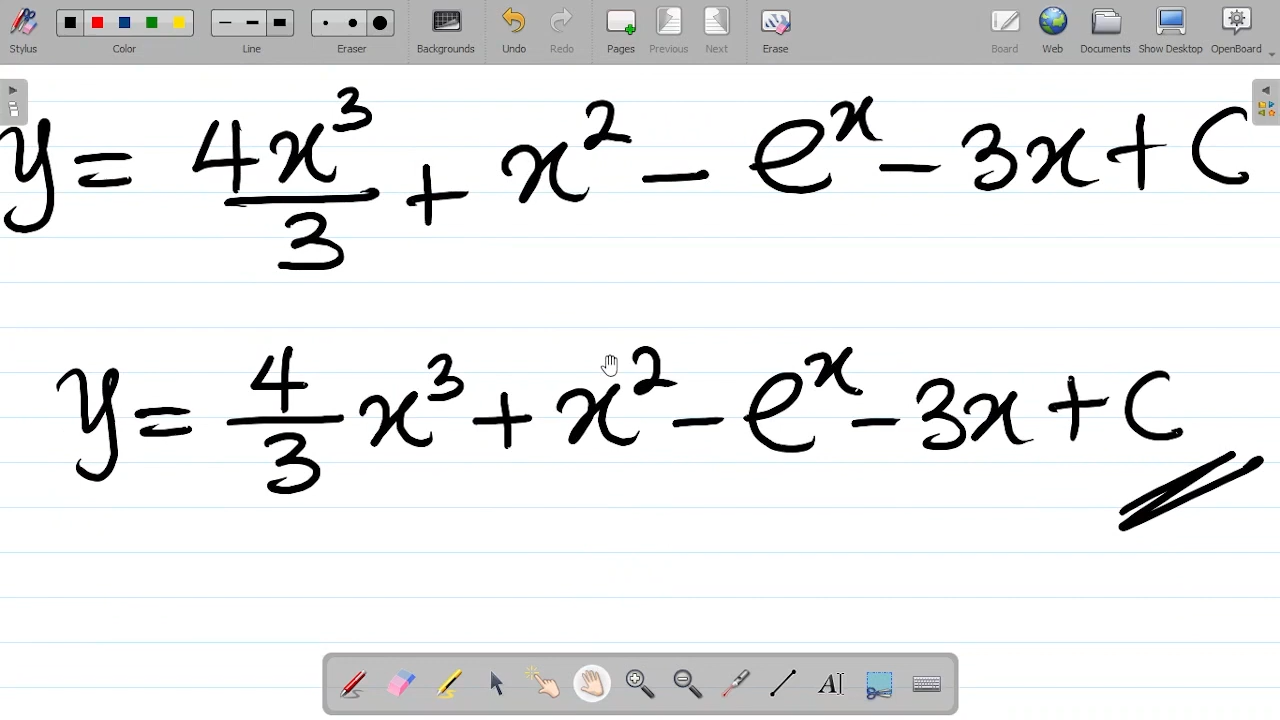 Stylus Color Line Eraser Backgrounds Undo Redo Pages Previous Next Erase Board Web Documents Show Desktop OpenBoard
y = 4x³/3 + x² - eˣ - 3x + C
y = 4/3 x³ + x² - eˣ - 3x + C
AI